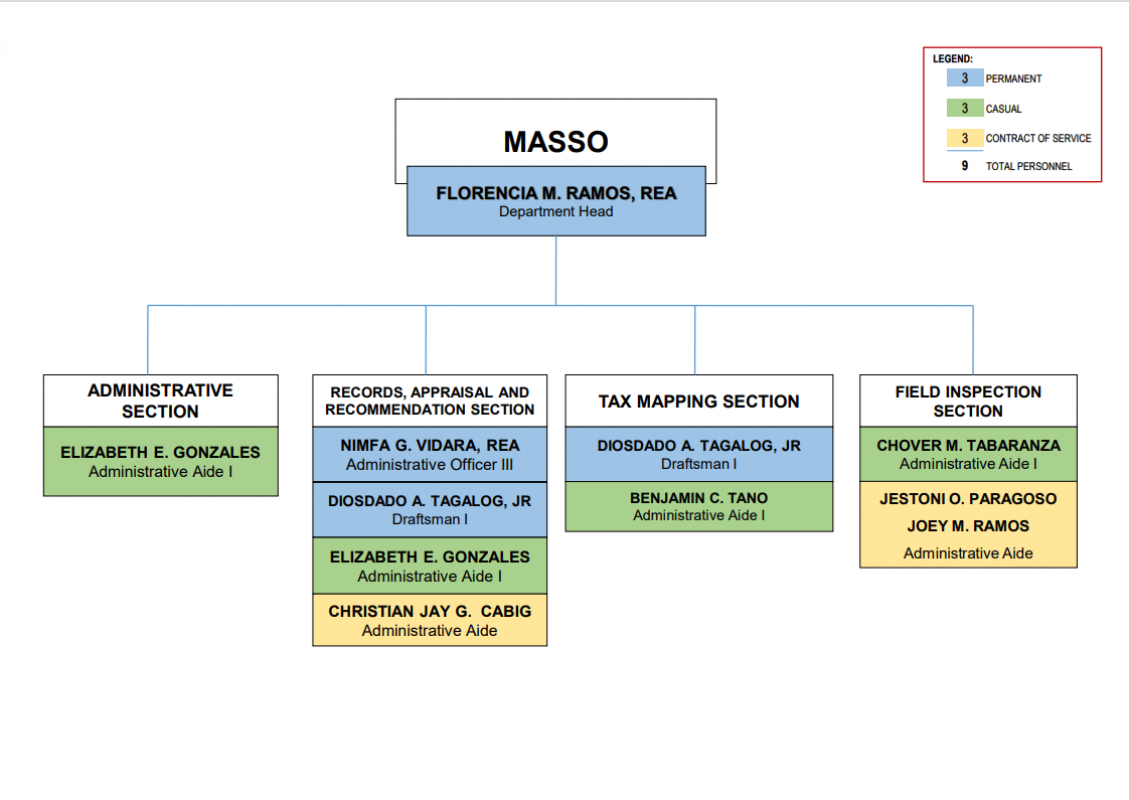 LEGEND:
3 PERMANENT
3 CASUAL
3 CONTRACT OF SERVICE
9 TOTAL PERSONNEL
MASSO
FLORENCIA M. RAMOS, REA
Department Head
ADMINISTRATIVE
SECTION
ELIZABETH E. GONZALES
Administrative Aide I
RECORDS, APPRAISAL AND
RECOMMENDATION SECTION
NIMFA G. VIDARA, REA
Administrative Officer III
DIOSDADO A. TAGALOG, JR
Draftsman I
ELIZABETH E. GONZALES
Administrative Aide I
CHRISTIAN JAY G. CABIG
Administrative Aide
TAX MAPPING SECTION
DIOSDADO A. TAGALOG, JR
Draftsman I
BENJAMIN C. TANO
Administrative Aide I
FIELD INSPECTION
SECTION
CHOVER M. TABARANZA
Administrative Aide I
JESTONI O. PARAGOSO
JOEY M. RAMOS
Administrative Aide